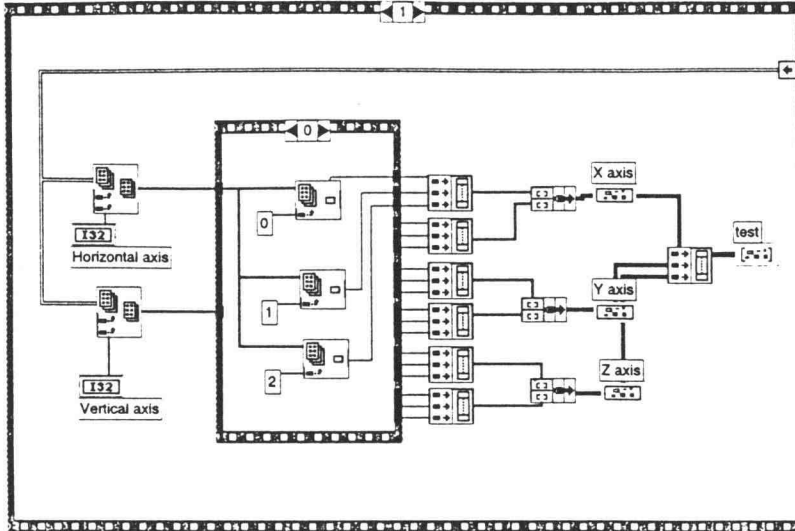 1
0
X axis
0
test
I32
Horizontal axis
Y axis
1
Z axis
I32
2
Vertical axis